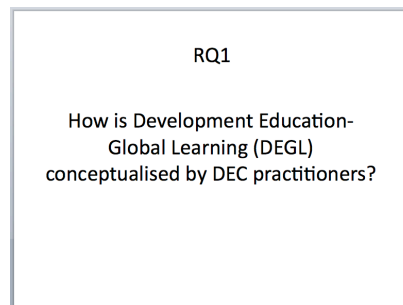 RQ1
How is Development Education-
Global Learning (DEGL)
conceptualised by DEC practitioners?